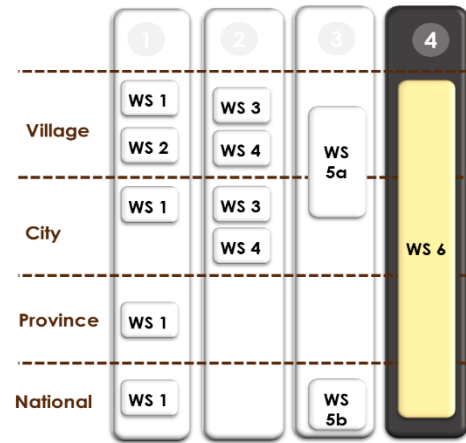 1 2 3 4
Village
WS 1
WS 3
WS 2
WS 4
WS
5a
City
WS 1
WS 3
WS 4
WS 6
Province
WS 1
National
WS 1
WS
5b